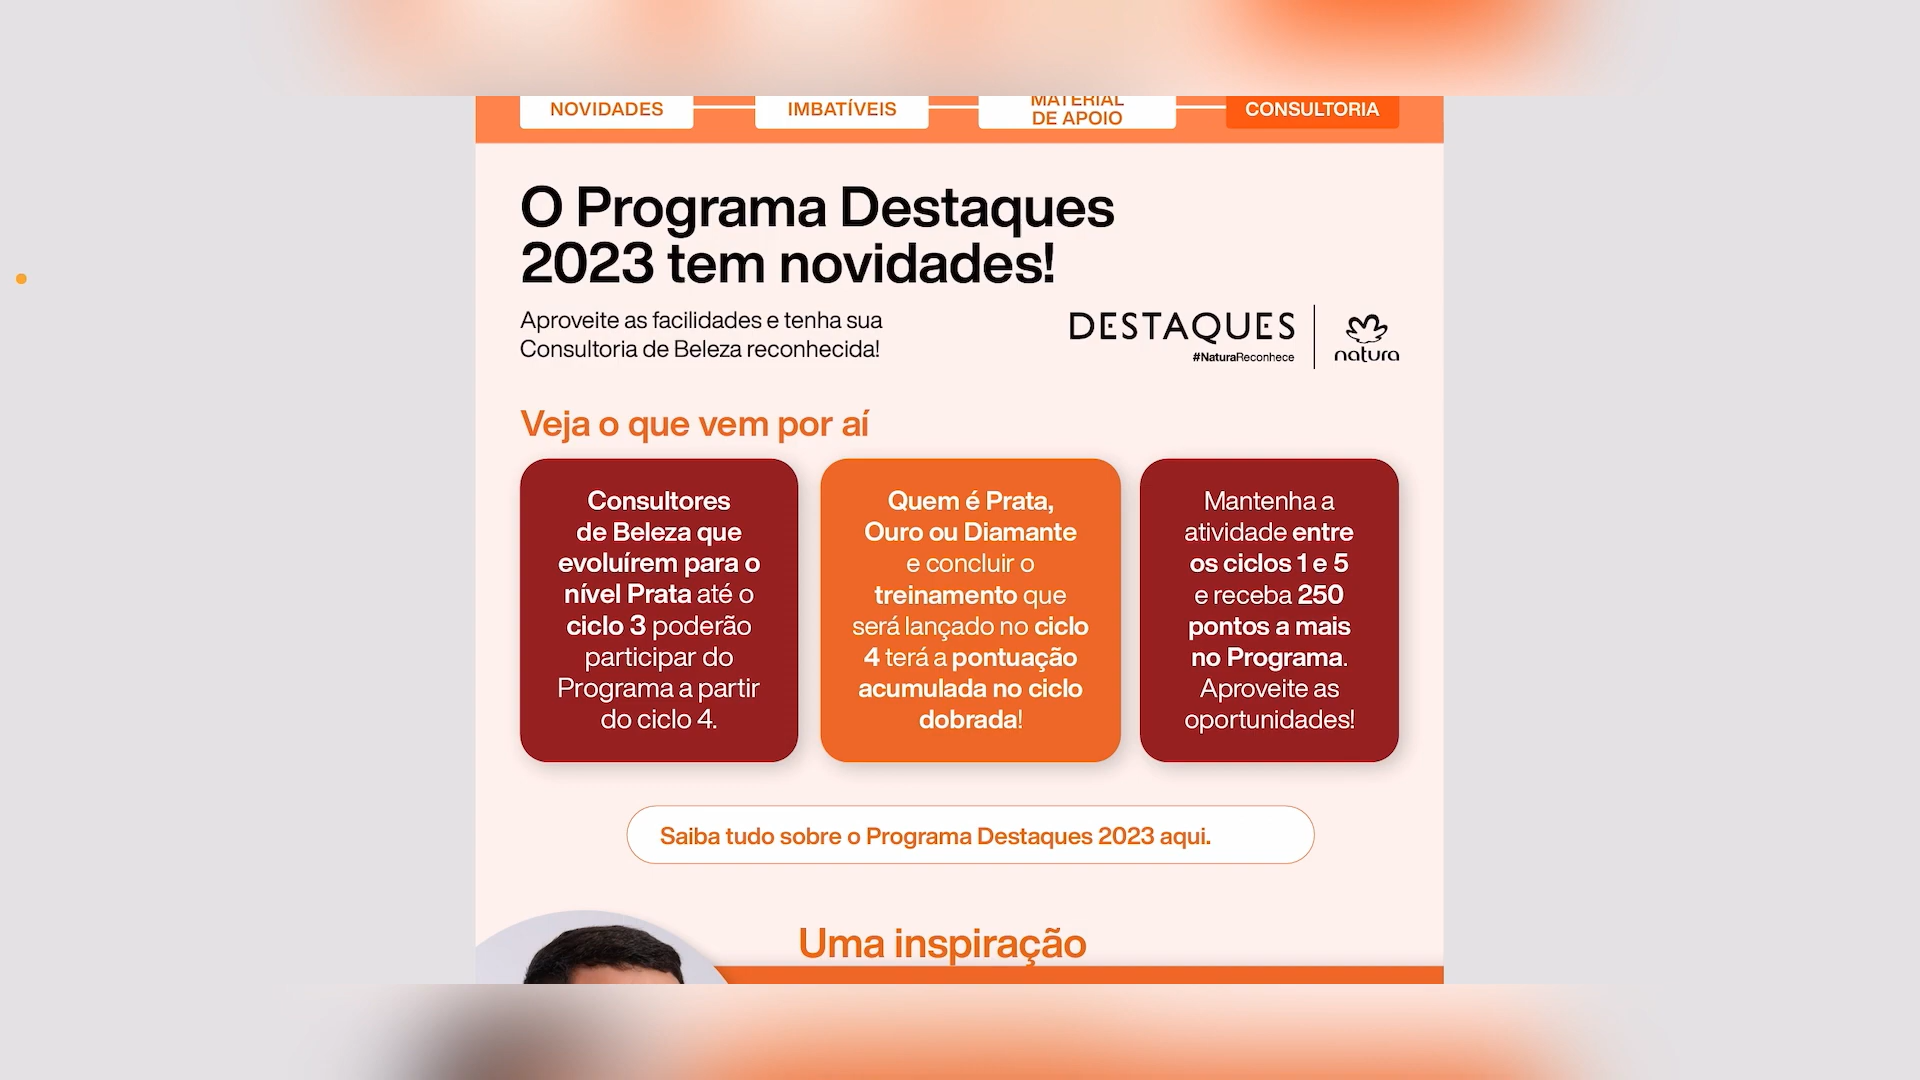 NOVIDADES
IMBATÍVEIS
MATERIAL
DE APOIO
CONSULTORIA
O Programa Destaques
2023 tem novidades!
Aproveite as facilidades e tenha sua
Consultoria de Beleza reconhecida!
DESTAQUES
#NaturaReconhece
natura
Veja o que vem por aí
Consultores
de Beleza que
evoluírem para o
nível Prata até o
ciclo 3 poderão
participar do
Programa a partir
do ciclo 4.
Quem é Prata,
Ouro ou Diamante
e concluir o
treinamento que
será lançado no ciclo
4 terá a pontuação
acumulada no ciclo
dobrada!
Mantenha a
atividade entre
os ciclos 1 e 5
e receba 250
pontos a mais
no Programa.
Aproveite as
oportunidades!
Saiba tudo sobre o Programa Destaques 2023 aqui.
Uma inspiração